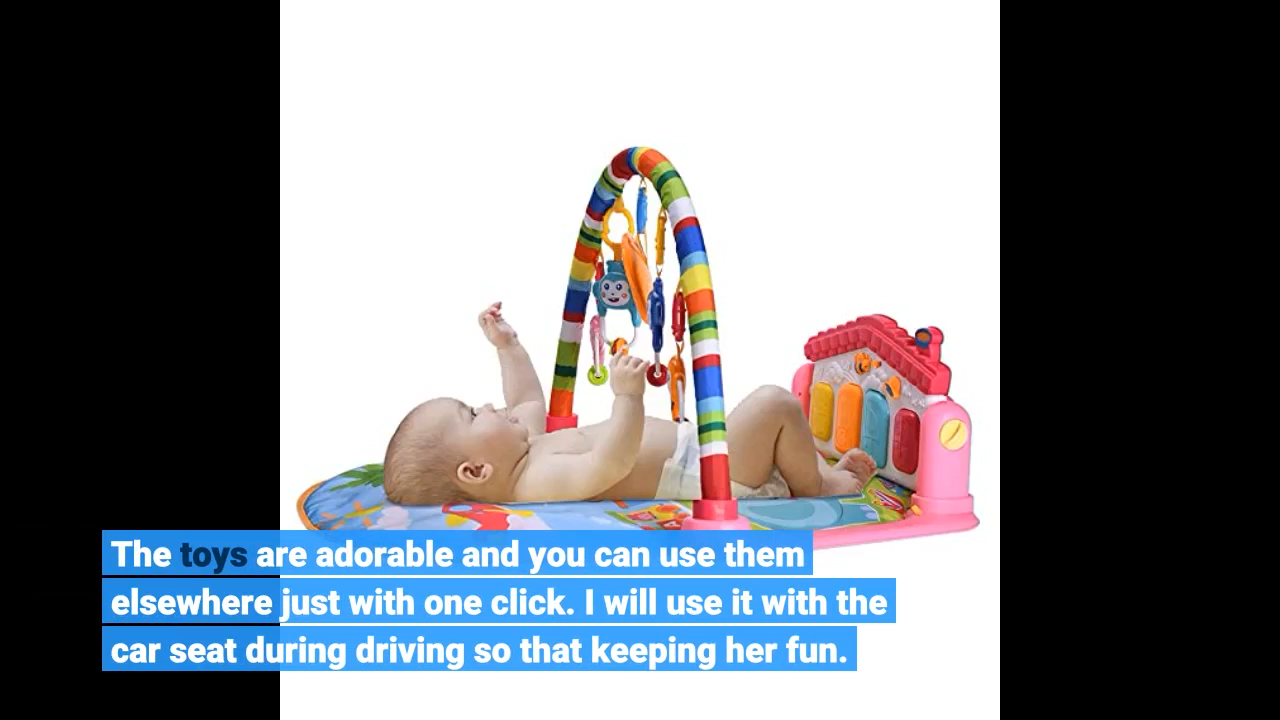 The toys are adorable and you can use them
elsewhere just with one click. I will use it with the
car seat during driving so that keeping her fun.